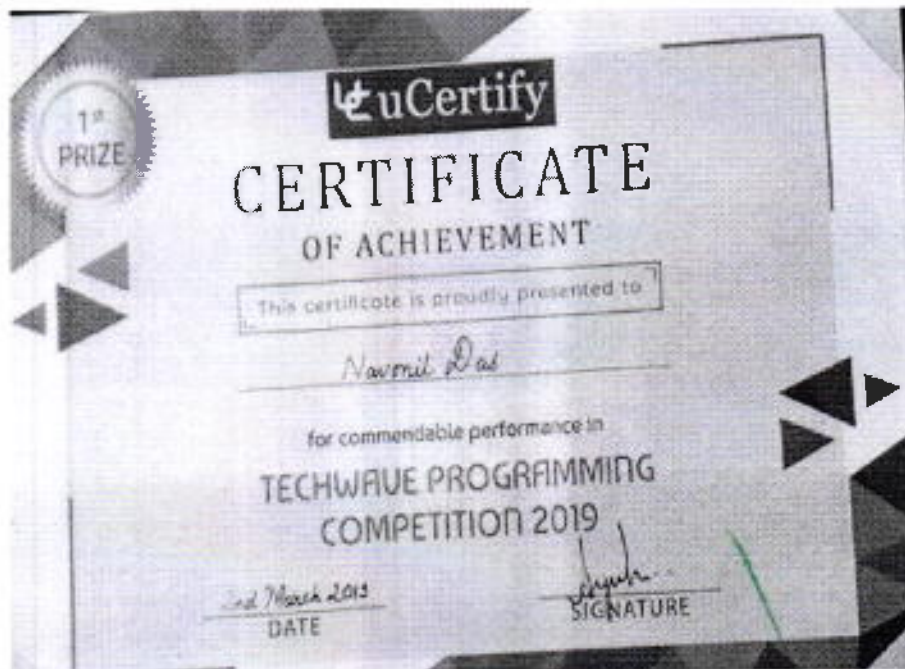 1st
PRIZE
uCertify
CERTIFICATE
OF ACHIEVEMENT
This certificate is proudly presented to
Navonil Das
for commendable performance in
TECHWAVE PROGRAMMING
COMPETITION 2019
2nd March 2019
DATE
SIGNATURE